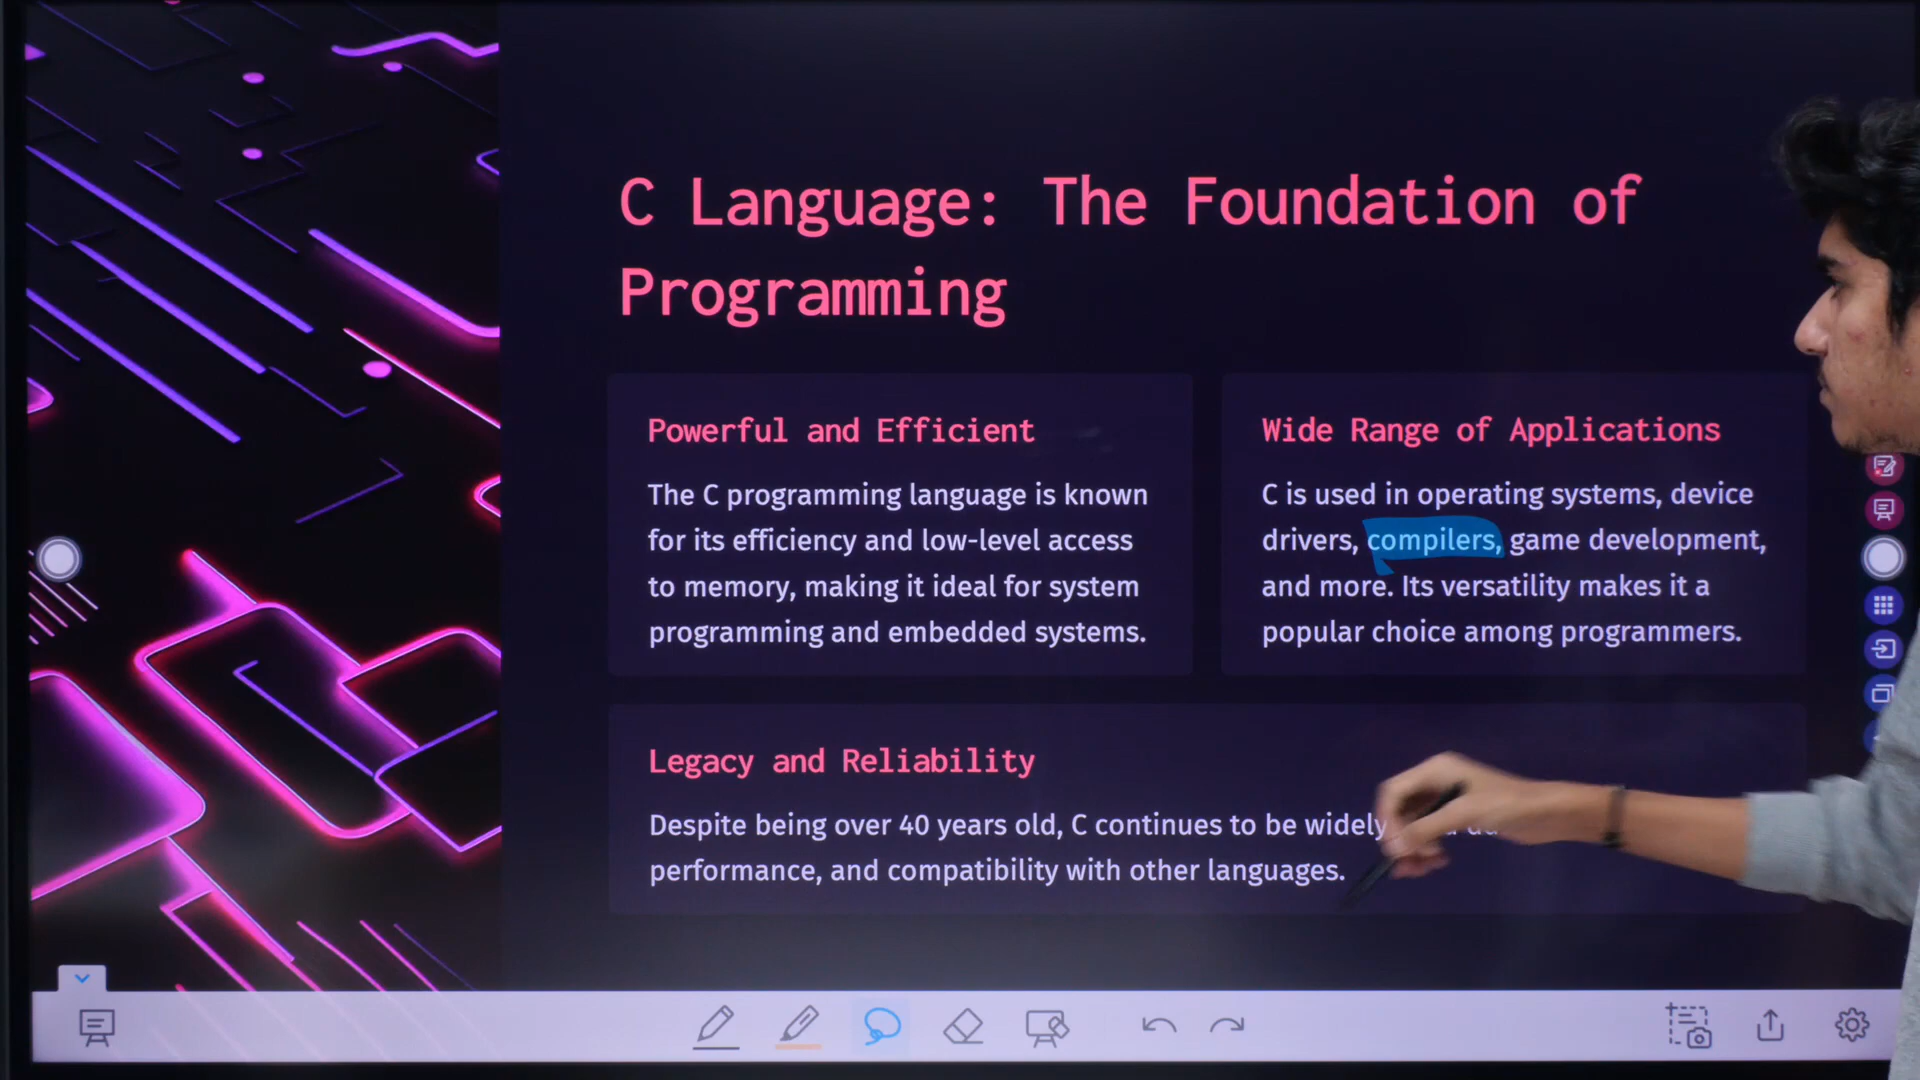 C Language: The Foundation of
Programming
Powerful and Efficient
The C programming language is known
for its efficiency and low-level access
to memory, making it ideal for system
programming and embedded systems.
Wide Range of Applications
C is used in operating systems, device
drivers, compilers, game development,
and more. Its versatility makes it a
popular choice among programmers.
Legacy and Reliability
Despite being over 40 years old, C continues to be widely
performance, and compatibility with other languages.